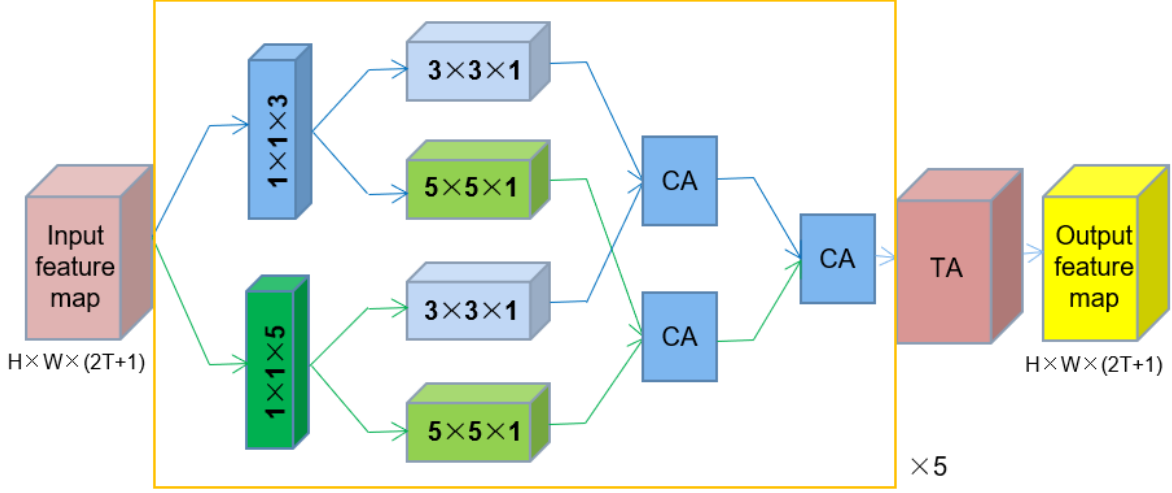 Input
feature
map
H×W×(2T+1)
1×1×3
1×1×5
3×3×1
5×5×1
3×3×1
5×5×1
CA
CA
CA
TA
Output
feature
map
H×W×(2T+1)
×5